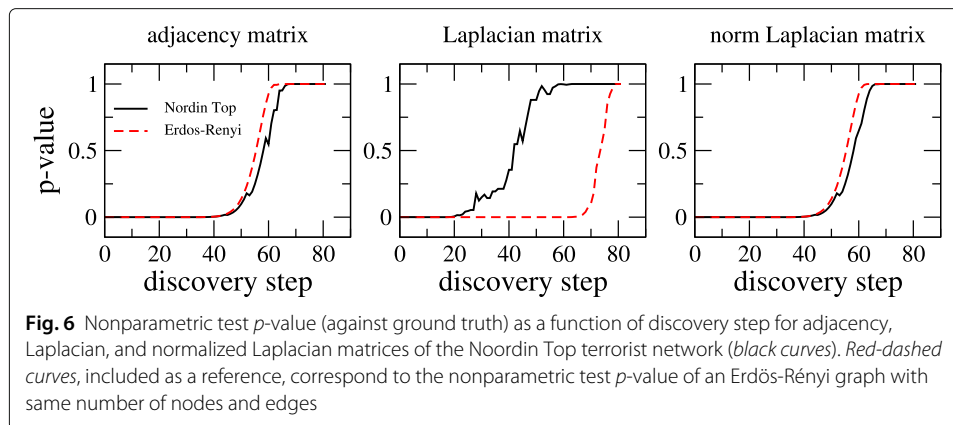 adjacency matrix
Laplacian matrix
norm Laplacian matrix
p-value
1
0.5
0
Nordin Top
Erdos-Renyi
0 20 40 60 80
discovery step
1
0.5
0
0 20 40 60 80
discovery step
1
0.5
0
0 20 40 60 80
discovery step
Fig. 6 Nonparametric test p-value (against ground truth) as a function of discovery step for adjacency,
Laplacian, and normalized Laplacian matrices of the Noordin Top terrorist network (black curves). Red-dashed
curves, included as a reference, correspond to the nonparametric test p-value of an Erdös-Rényi graph with
same number of nodes and edges